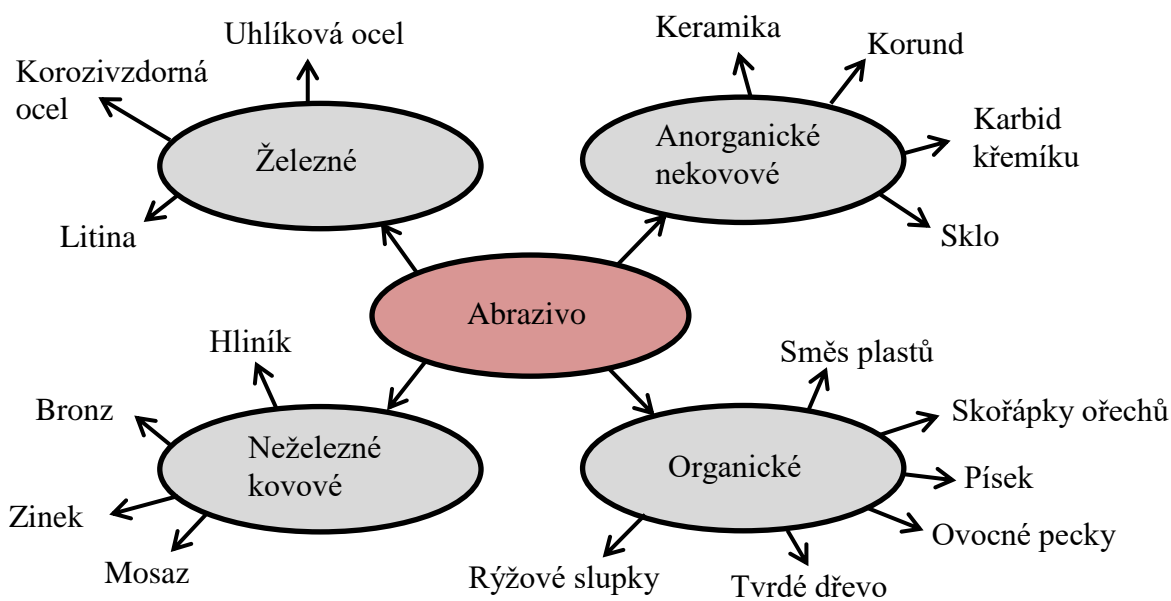 Uhlíková ocel
Korozivzdorná
ocel
Železné
Litina
Keramika
Korund
Anorganické
nekovové
Karbid
křemíku
Sklo
Abrazivo
Hliník
Bronz
Neželezné
kovové
Zinek
Mosaz
Směs plastů
Skořápky ořechů
Organické
Písek
Ovocné pecky
Tvrdé dřevo
Rýžové slupky